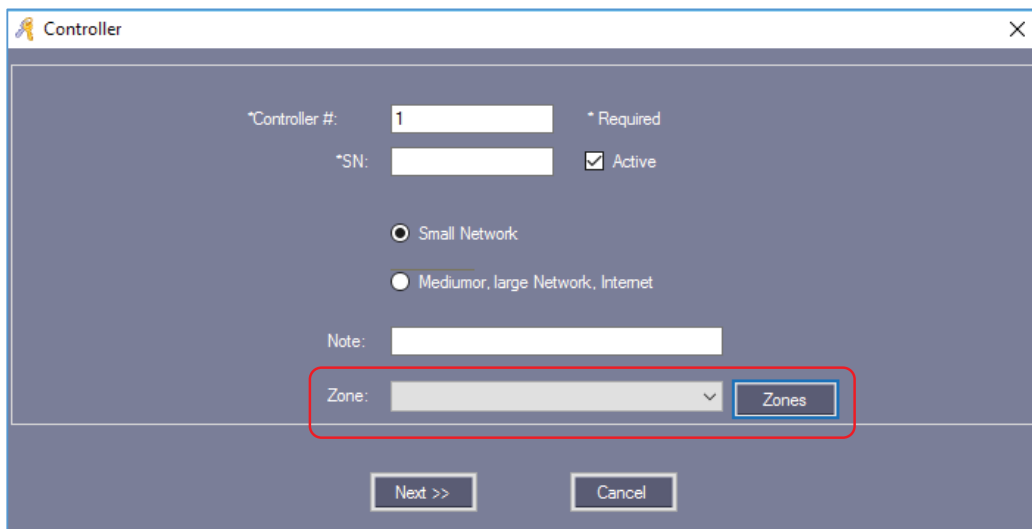 Controller
*Controller #: 1 * Required
*SN: Active
Small Network
Mediumor, large Network, Internet
Note:
Zone: Zones
Next >> Cancel